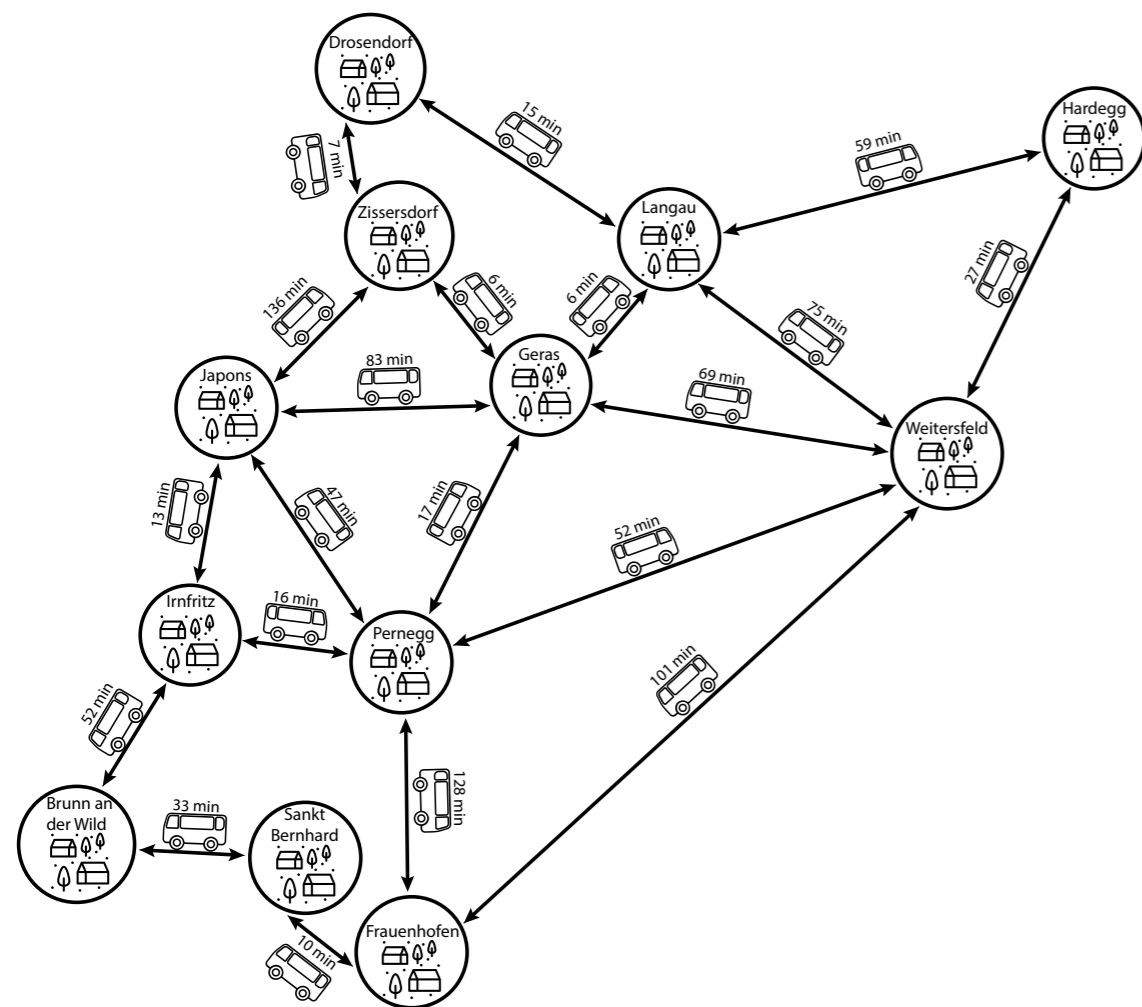 Drosendorf
15 min
Hardegg
59 min
7 min
Zissersdorf
Langau
27 min
136 min
6 min
6 min
75 min
Geras
83 min
Japons
69 min
Weitersfeld
13 min
47 min
17 min
52 min
Irnfritz
16 min
Pernegg
101 min
52 min
128 min
Brunn an
der Wild
33 min
Sankt
Bernhard
Frauenhofen
10 min